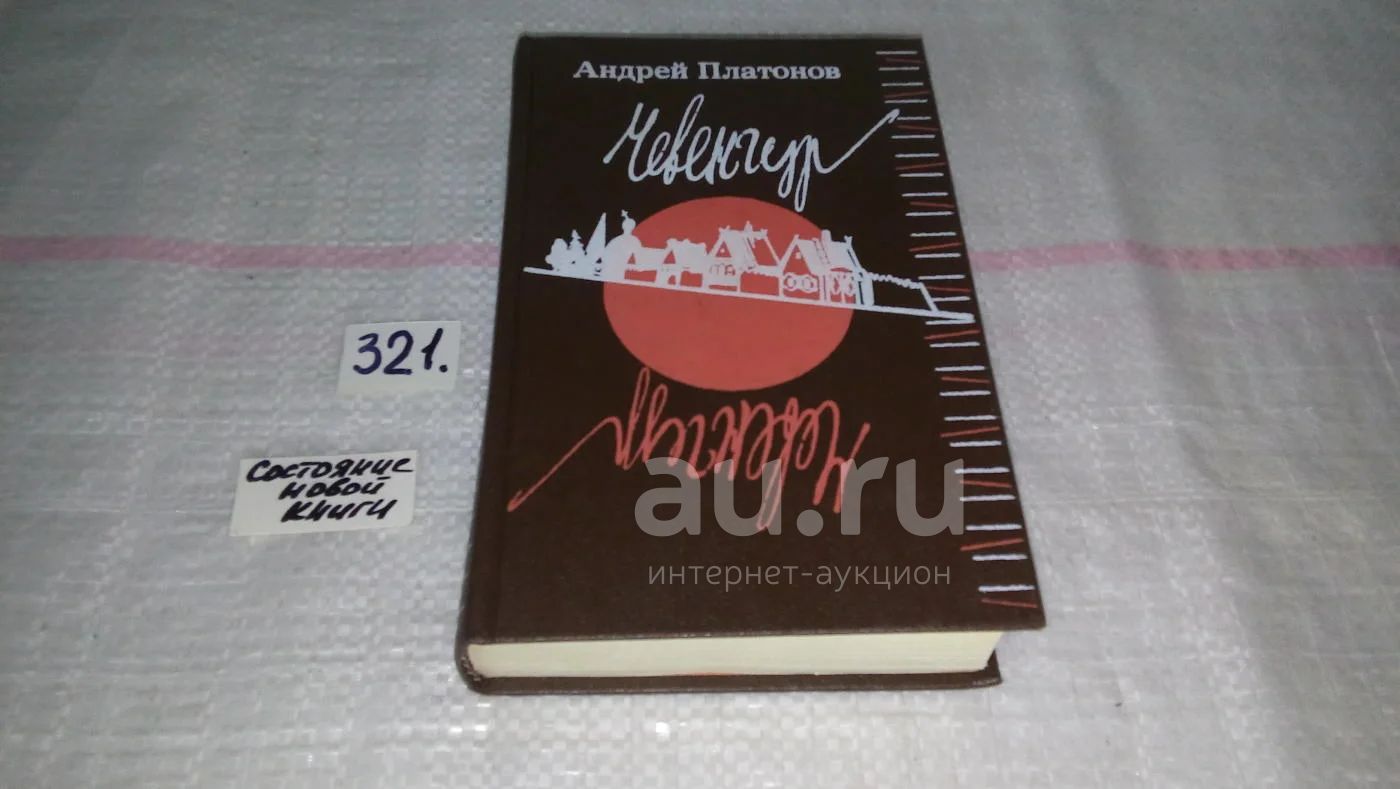 Андрей Платонов
Чевенгур
321.
Чевенгур
Состояние
новой
книги
au.ru
интернет-аукцион